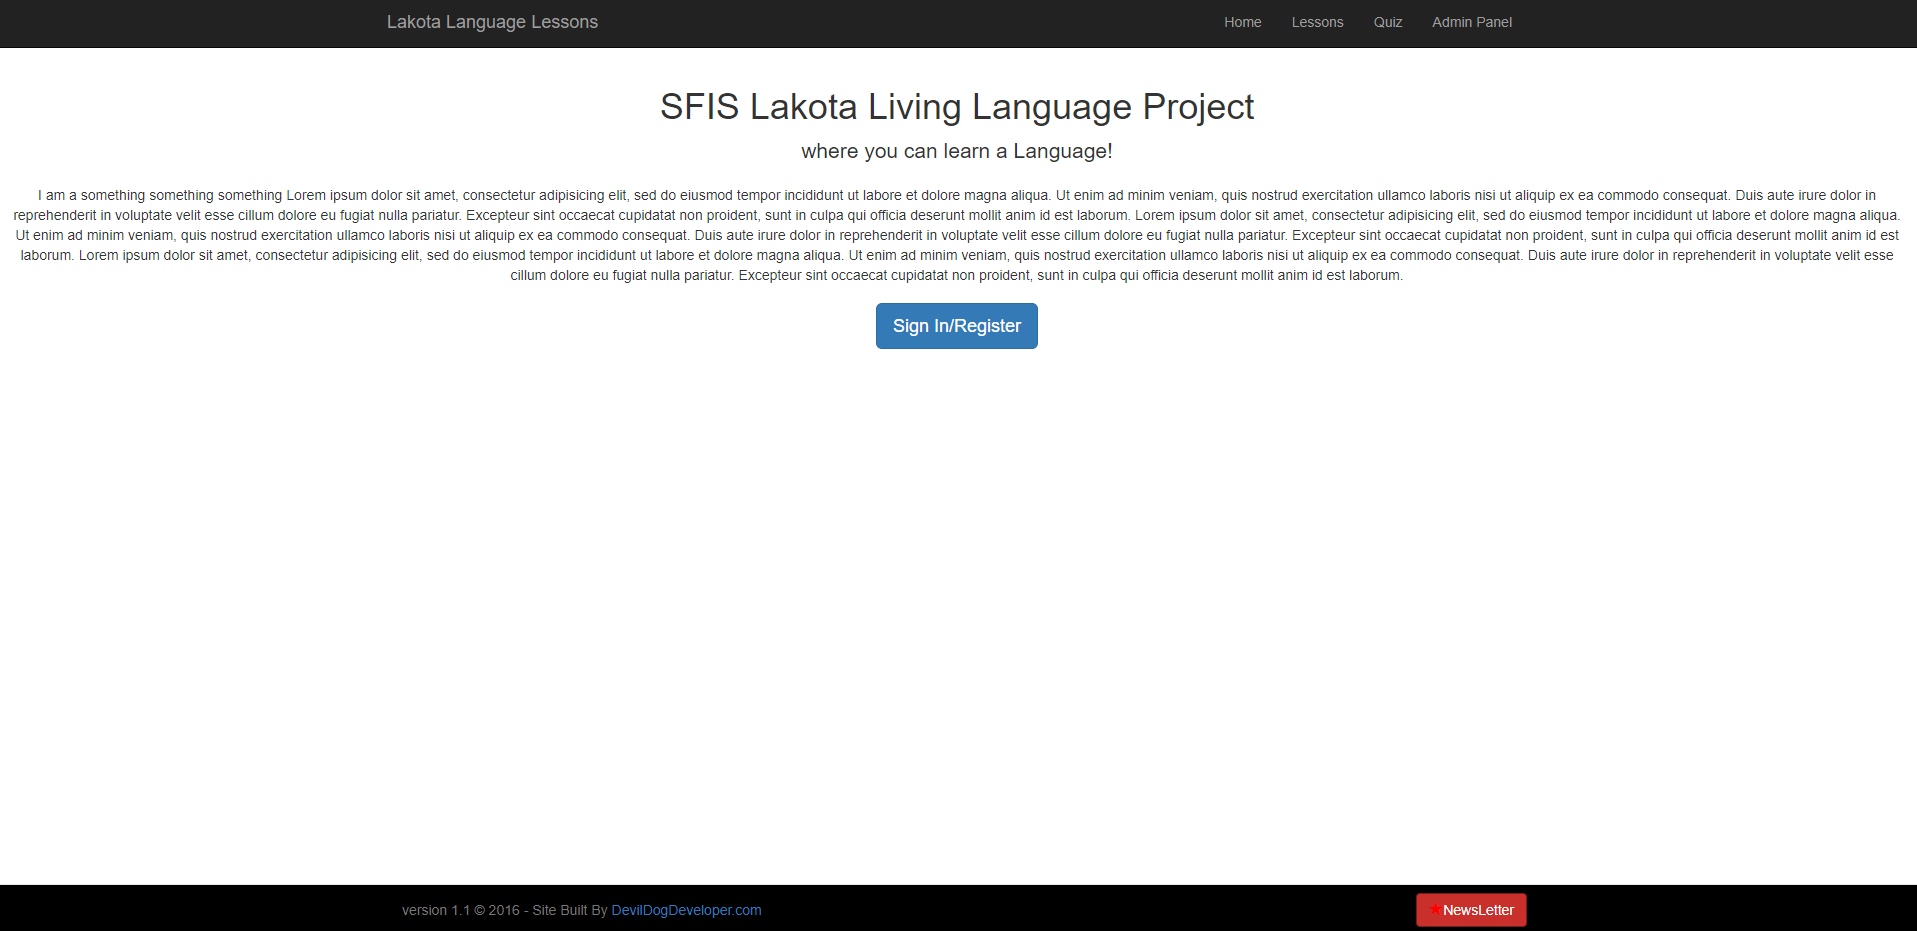 Lakota Language Lessons
Home Lessons Quiz Admin Panel
SFIS Lakota Living Language Project
where you can learn a Language!
I am a something something something Lorem ipsum dolor sit amet, consectetur adipisicing elit, sed do eiusmod tempor incididunt ut labore et dolore magna aliqua. Ut enim ad minim veniam, quis nostrud exercitation ullamco laboris nisi ut aliquip ex ea commodo consequat. Duis aute irure dolor in
reprehenderit in voluptate velit esse cillum dolore eu fugiat nulla pariatur. Excepteur sint occaecat cupidatat non proident, sunt in culpa qui officia deserunt mollit anim id est laborum. Lorem ipsum dolor sit amet, consectetur adipisicing elit, sed do eiusmod tempor incididunt ut labore et dolore magna aliqua.
Ut enim ad minim veniam, quis nostrud exercitation ullamco laboris nisi ut aliquip ex ea commodo consequat. Duis aute irure dolor in reprehenderit in voluptate velit esse cillum dolore eu fugiat nulla pariatur. Excepteur sint occaecat cupidatat non proident, sunt in culpa qui officia deserunt mollit anim id est
laborum. Lorem ipsum dolor sit amet, consectetur adipisicing elit, sed do eiusmod tempor incididunt ut labore et dolore magna aliqua. Ut enim ad minim veniam, quis nostrud exercitation ullamco laboris nisi ut aliquip ex ea commodo consequat. Duis aute irure dolor in reprehenderit in voluptate velit esse
cillum dolore eu fugiat nulla pariatur. Excepteur sint occaecat cupidatat non proident, sunt in culpa qui officia deserunt mollit anim id est laborum.
Sign In/Register
version 1.1 © 2016 - Site Built By DevilDogDeveloper.com
NewsLetter